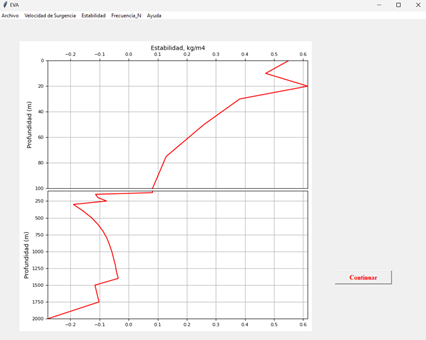 EVA
Archivo Velocidad de Surgencia Estabilidad Frecuencia_N Ayuda
Estabilidad, kg/m4
−0.2 −0.1 0.0 0.1 0.2 0.3 0.4 0.5 0.6
0
20
40
60
80
100
Profundidad (m)
250
500
750
1000
1250
1500
1750
2000
Profundidad (m)
−0.2 −0.1 0.0 0.1 0.2 0.3 0.4 0.5 0.6
Continuar